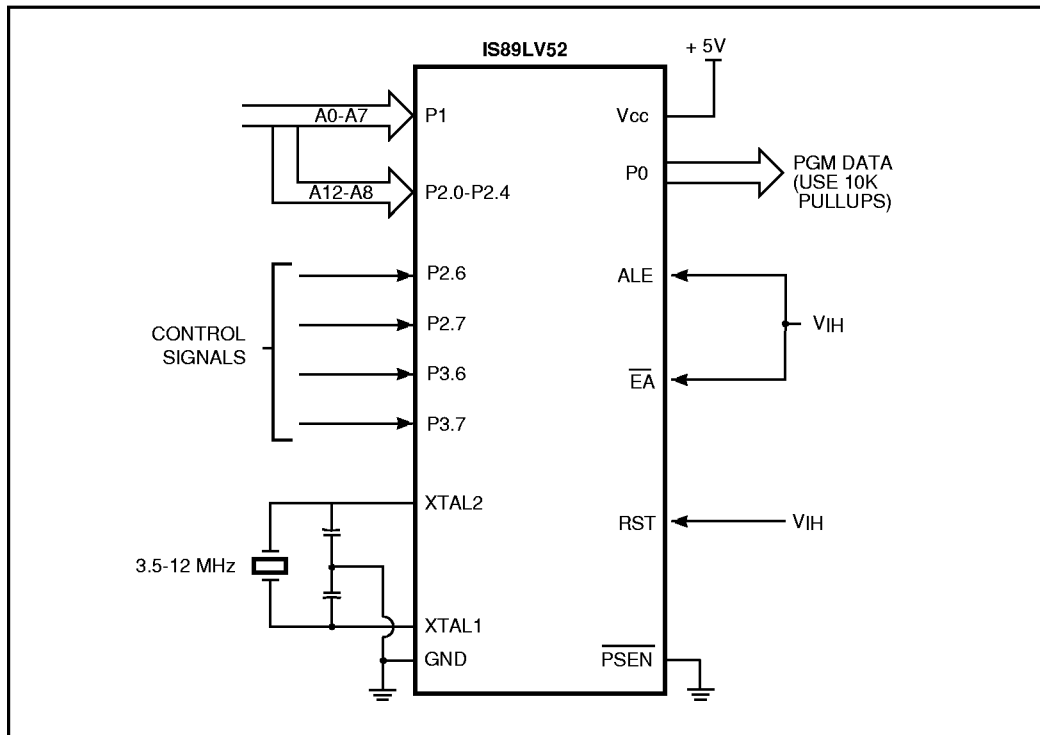 IS89LV52
+ 5V
A0-A7
P1
Vcc
P0
PGM DATA
(USE 10K
PULLUPS)
A12-A8
P2.0-P2.4
P2.6
ALE
CONTROL
SIGNALS
P2.7
VIH
P3.6
EA
P3.7
XTAL2
RST
VIH
3.5-12 MHz
XTAL1
GND
PSEN